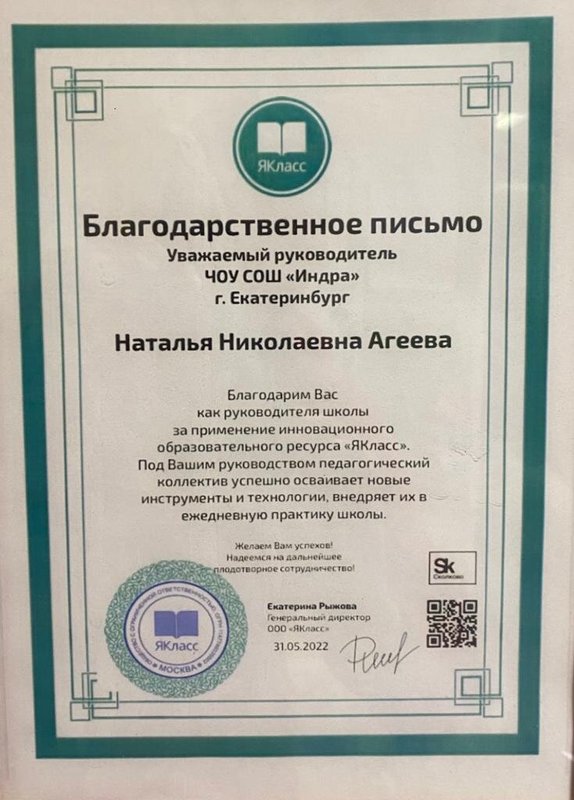 ЯКласс
Благодарственное письмо
Уважаемый руководитель
ЧОУ СОШ «Индра»
г. Екатеринбург
Наталья Николаевна Агеева
Благодарим Вас
как руководителя школы
за применение инновационного
образовательного ресурса «ЯКласс».
Под Вашим руководством педагогический
коллектив успешно осваивает новые
инструменты и технологии, внедряет их в
ежедневную практику школы.
Желаем Вам успехов!
Надеемся на дальнейшее
плодотворное сотрудничество!
Sk
Сколково
Екатерина Рыжова
Генеральный директор
ООО «ЯКласс»
31.05.2022
ОБЩЕСТВО С ОГРАНИЧЕННОЙ ОТВЕТСТВЕННОСТЬЮ
ЯКласс
МОСКВА